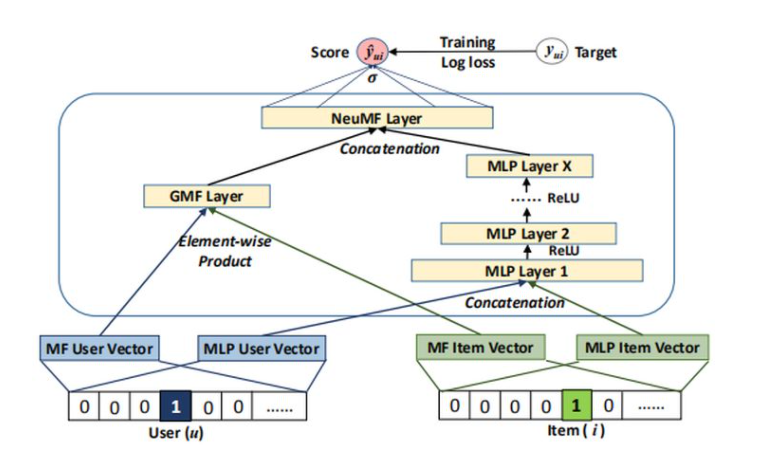 Score ŷui Training yui Target
Log loss
σ
NeuMF Layer
Concatenation
MLP Layer X
GMF Layer
...... ReLU
MLP Layer 2
Element-wise
Product
ReLU
MLP Layer 1
Concatenation
MF User Vector MLP User Vector MF Item Vector MLP Item Vector
0 0 0 1 0 0 ...... 0 0 0 0 1 0 ......
User (u) Item ( i )